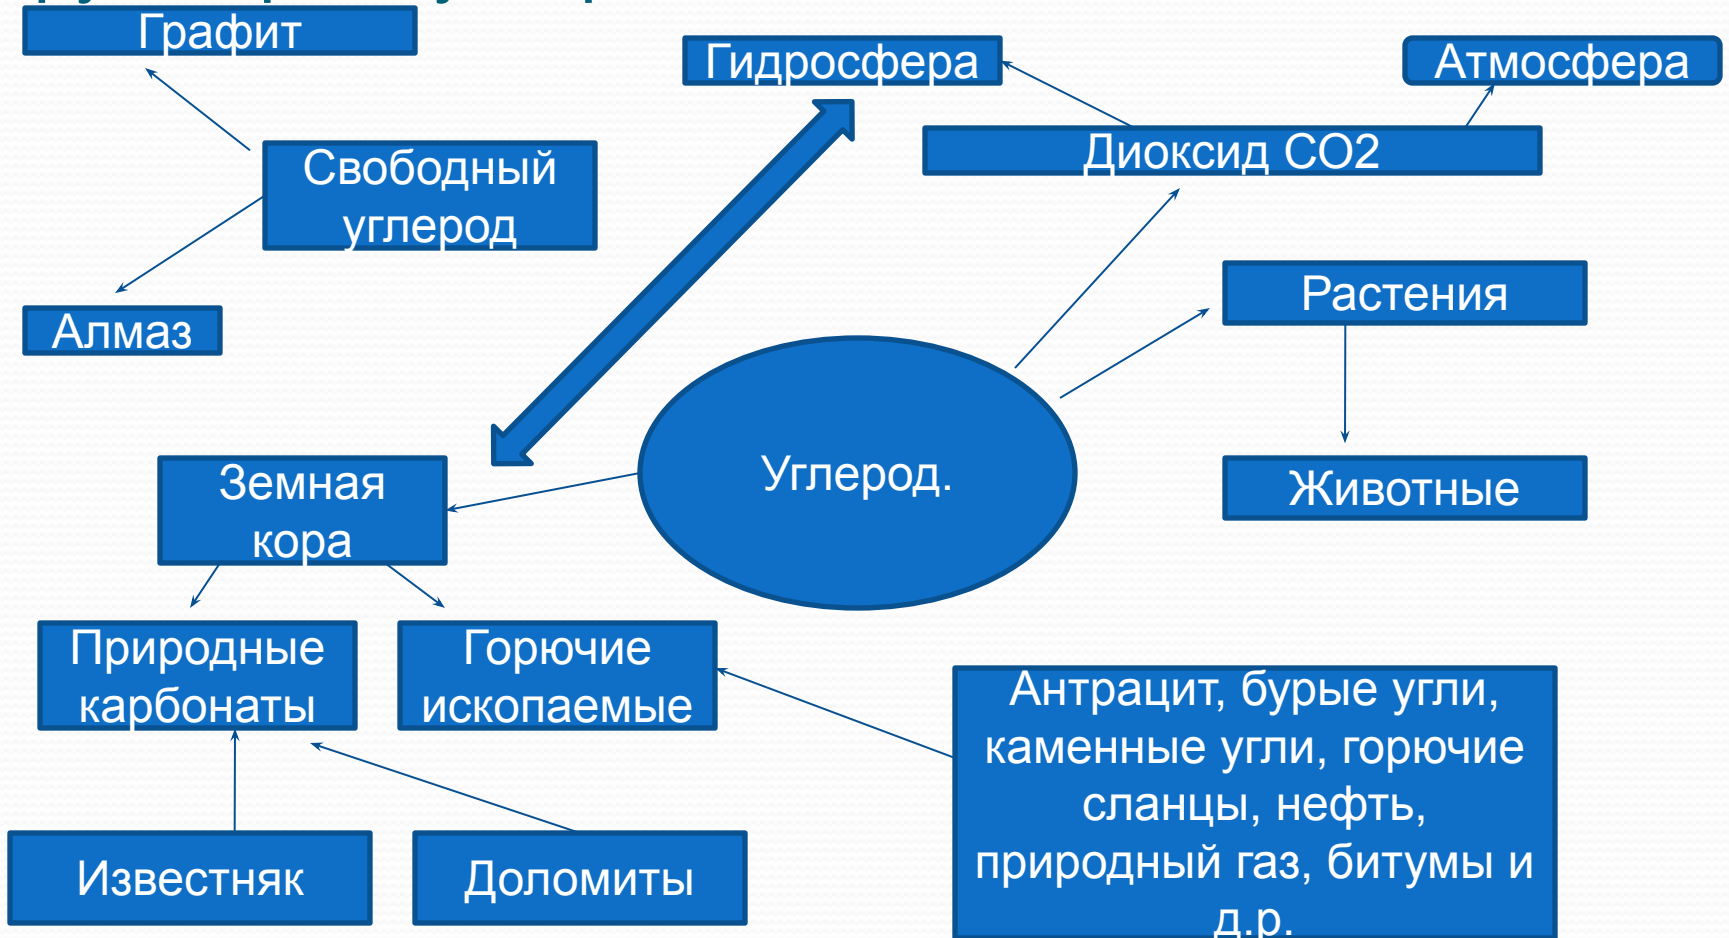 Графит
Гидросфера
Атмосфера
Диоксид СО2
Свободный
углерод
Растения
Алмаз
Углерод.
Животные
Земная
кора
Природные
карбонаты
Горючие
ископаемые
Антрацит, бурые угли,
каменные угли, горючие
сланцы, нефть,
природный газ, битумы и
д.р.
Известняк
Доломиты